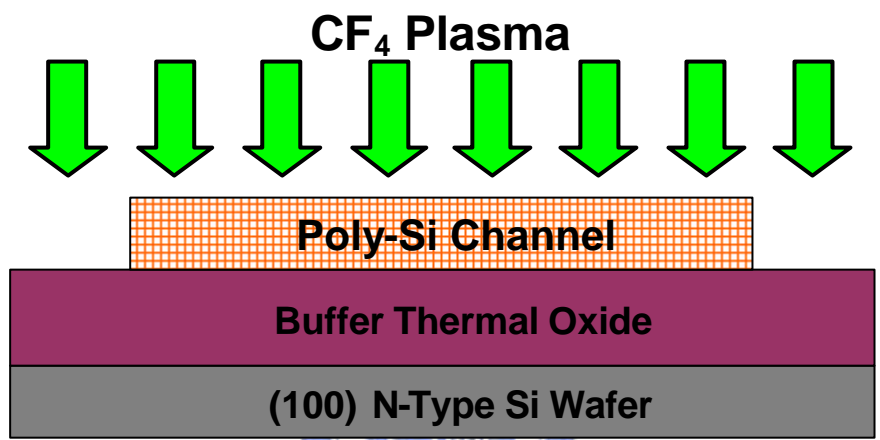 CF₄ Plasma
Poly-Si Channel
Buffer Thermal Oxide
(100) N-Type Si Wafer